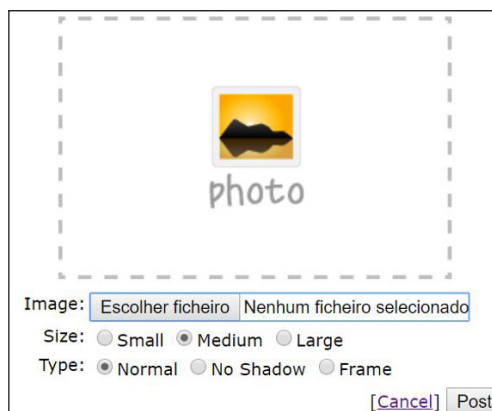 photo
Image: Escolher ficheiro Nenhum ficheiro selecionado
Size: Small Medium Large
Type: Normal No Shadow Frame
[Cancel] Post